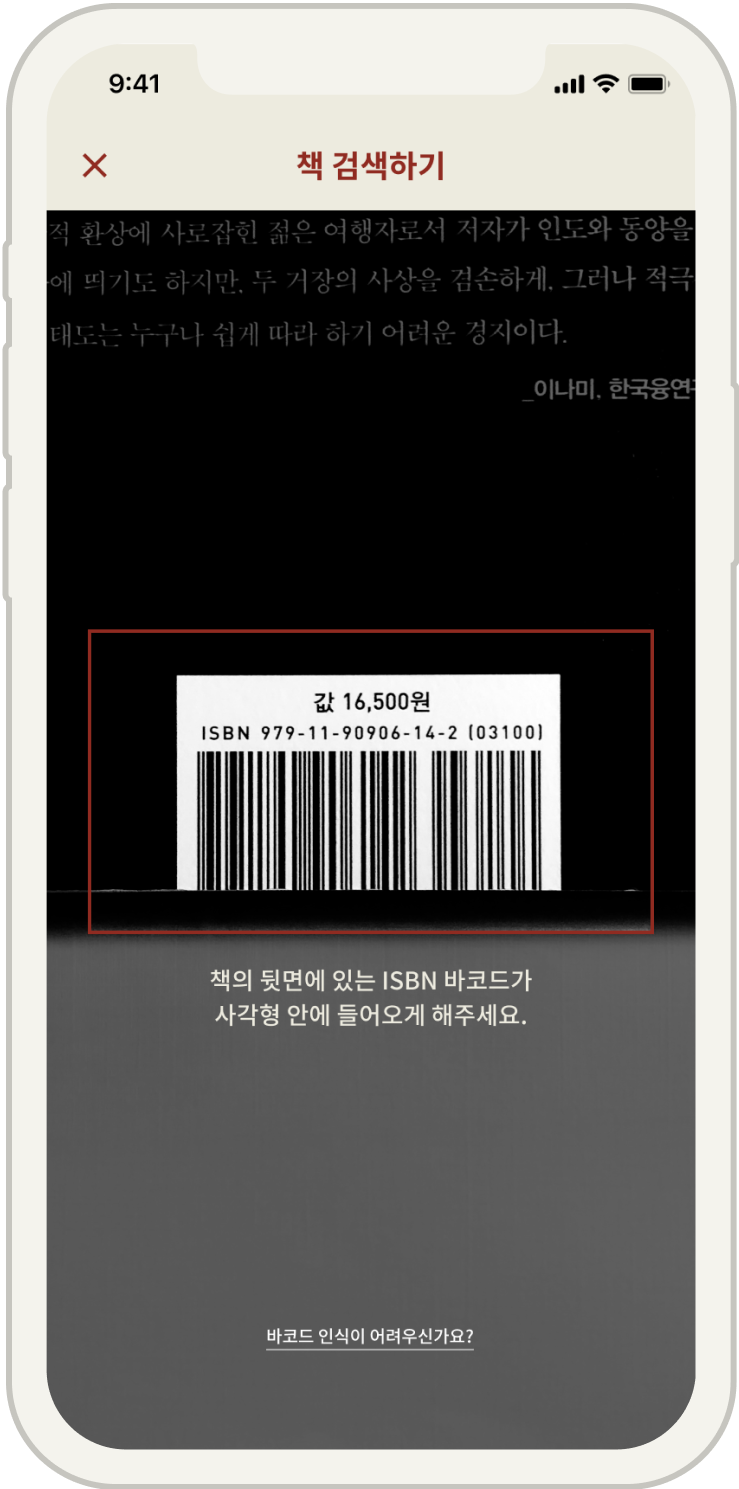 9:41
책 검색하기
적 환상에 사로잡힌 젊은 여행자로서 저자가 인도와 동양을
에 띄기도 하지만, 두 거장의 사상을 겸손하게, 그러나 적극
태도는 누구나 쉽게 따라 하기 어려운 경지이다.
_이나미, 한국융연구
값 16,500원
ISBN 979-11-90906-14-2 (03100)
책의 뒷면에 있는 ISBN 바코드가
사각형 안에 들어오게 해주세요.
바코드 인식이 어려우신가요?